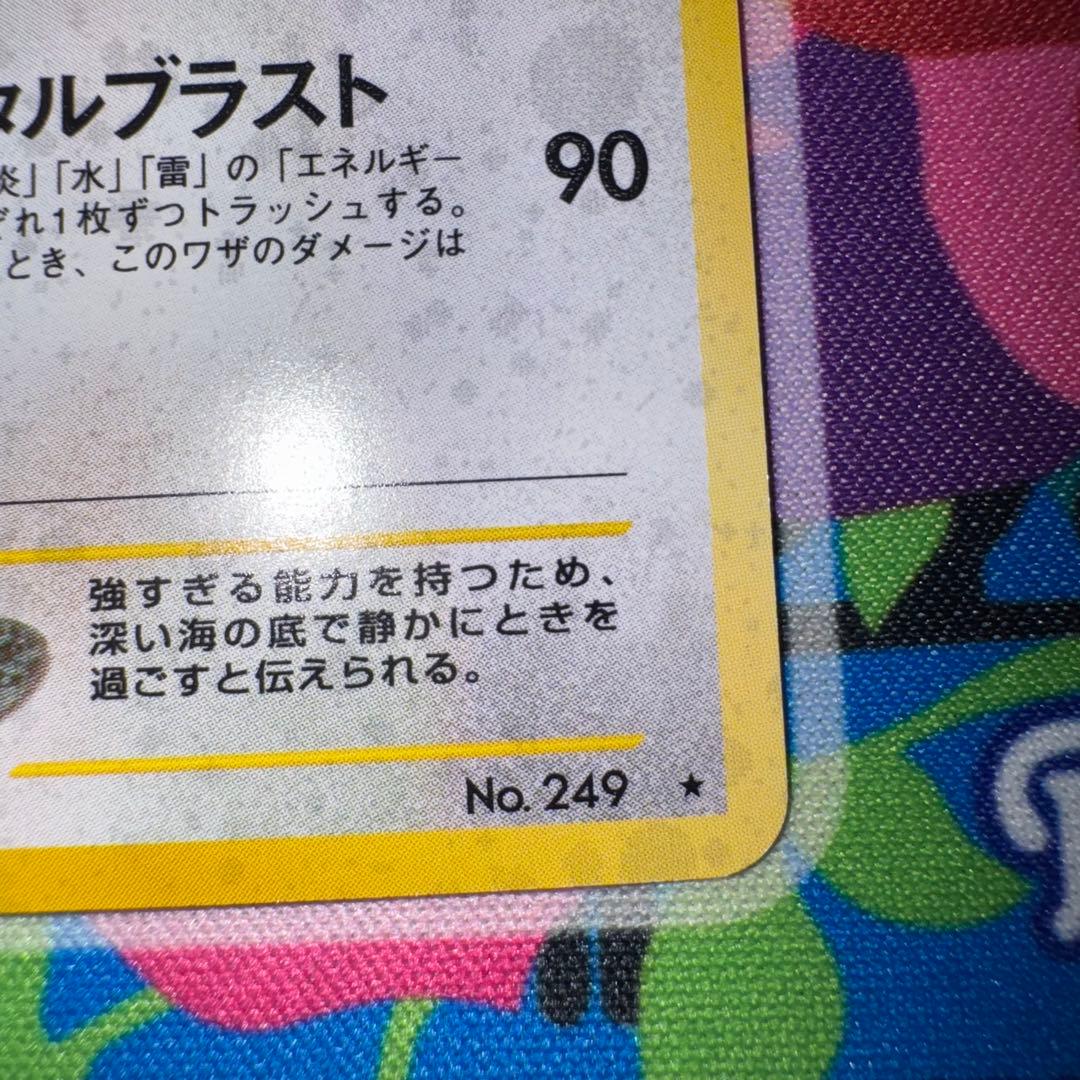 タルブラスト
炎」「水」「雷」の「エネルギー
ぞれ1枚ずつトラッシュする。
とき、このワザのダメージは
90
強すぎる能力を持つため、
深い海の底で静かにときを
過ごすと伝えられる。
No. 249 ★